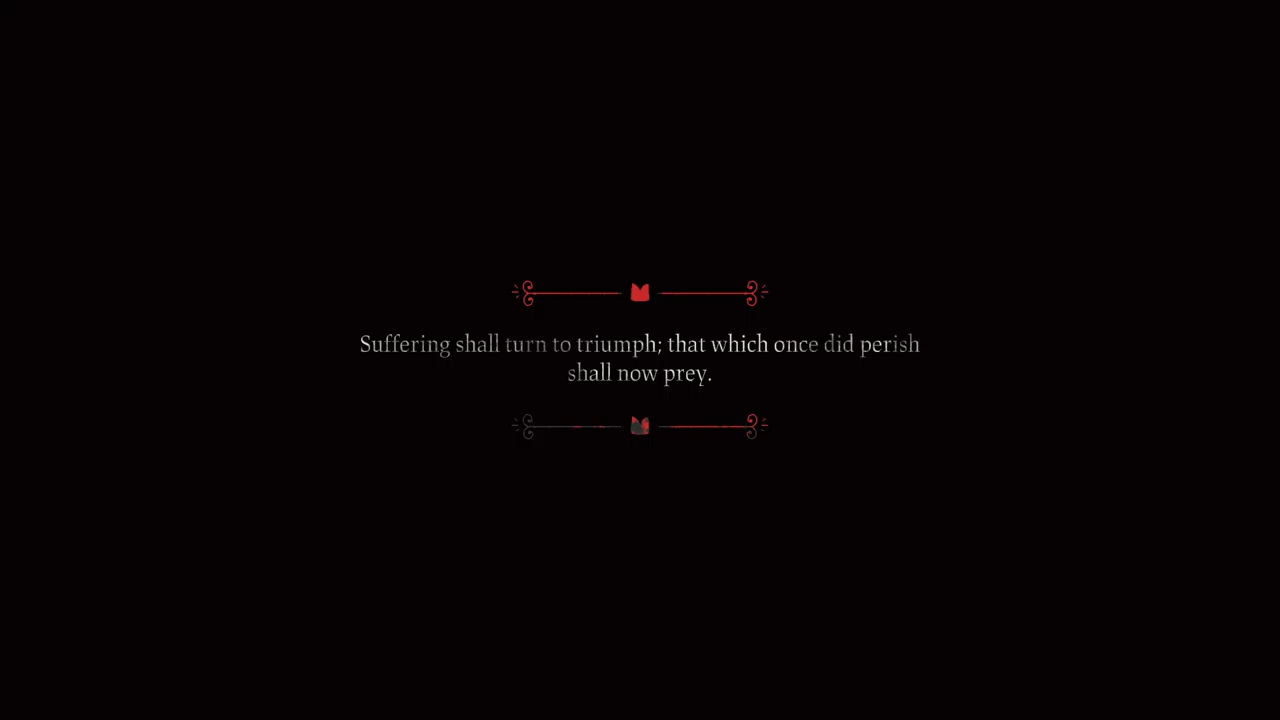 Suffering shall turn to triumph; that which once did perish
shall now prey.